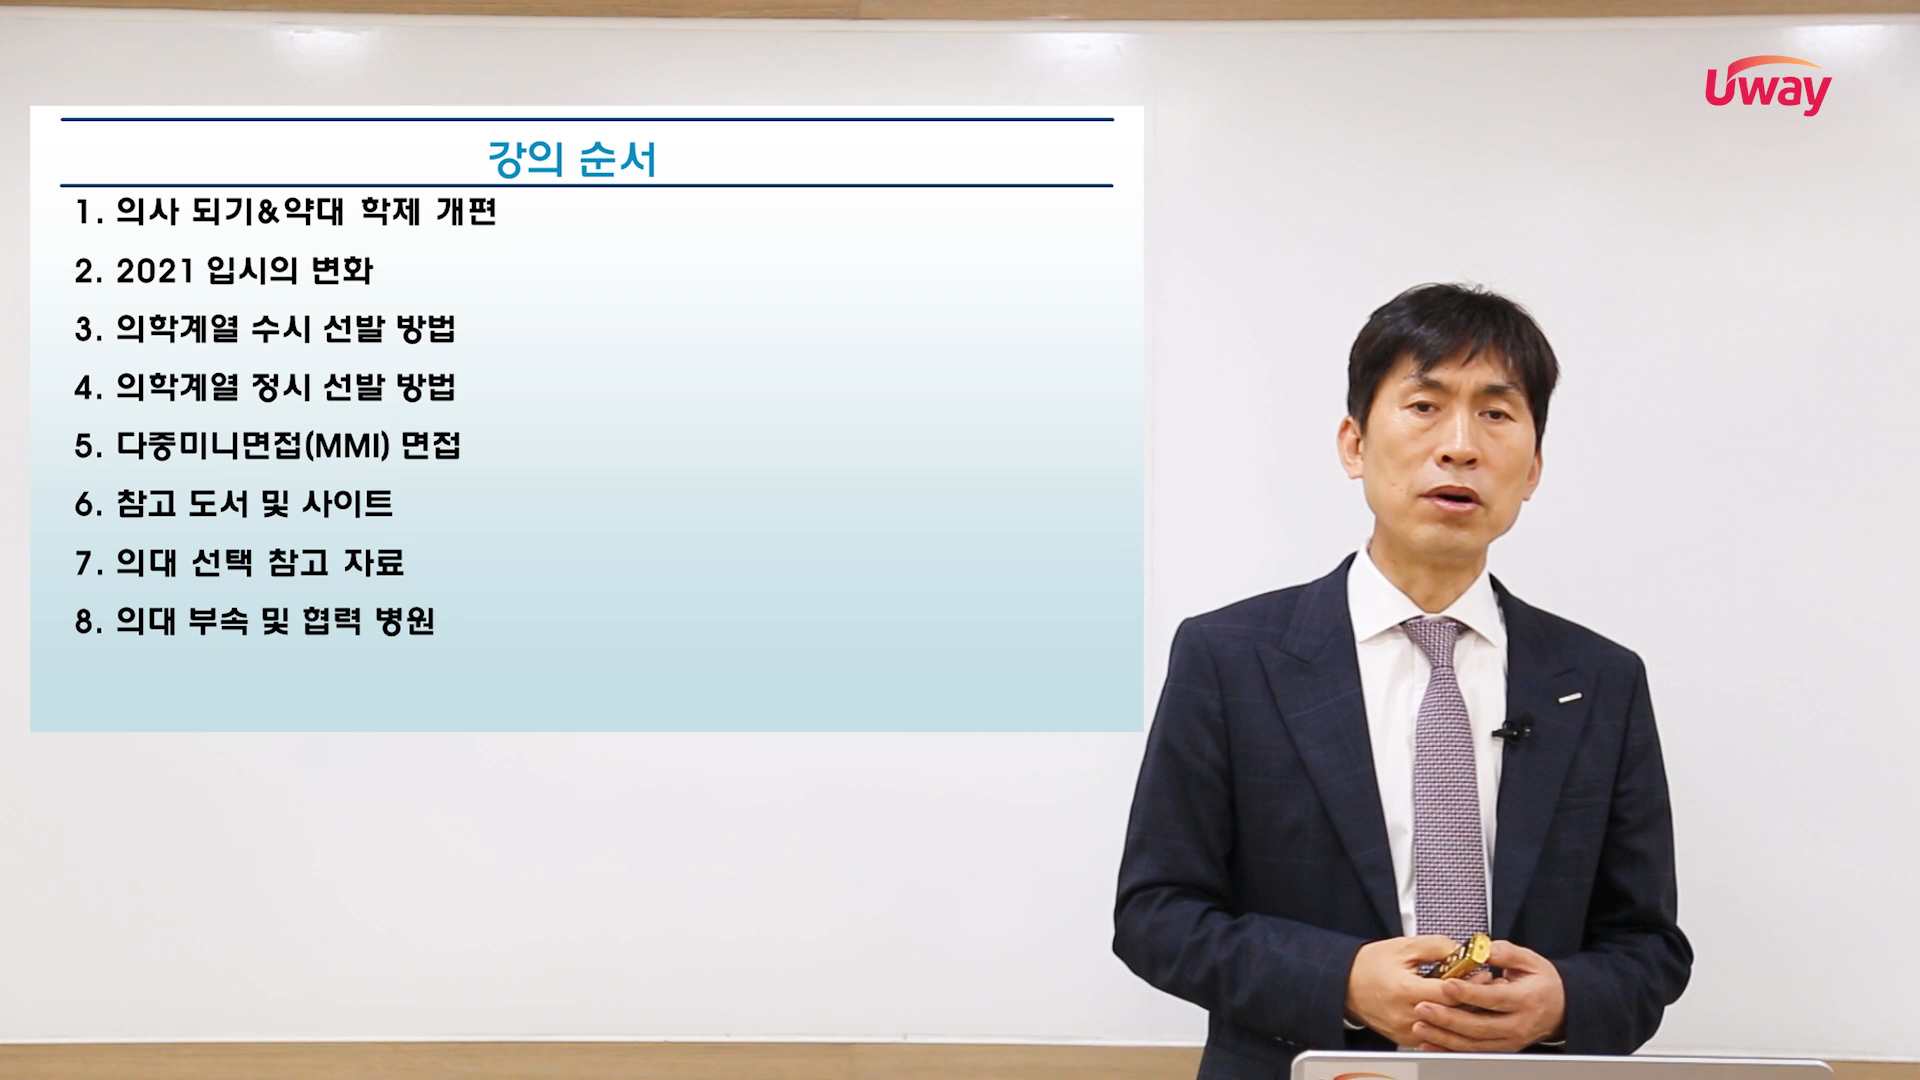 Uway
강의 순서
1. 의사 되기&약대 학제 개편
2. 2021 입시의 변화
3. 의학계열 수시 선발 방법
4. 의학계열 정시 선발 방법
5. 다중미니면접(MMI) 면접
6. 참고 도서 및 사이트
7. 의대 선택 참고 자료
8. 의대 부속 및 협력 병원